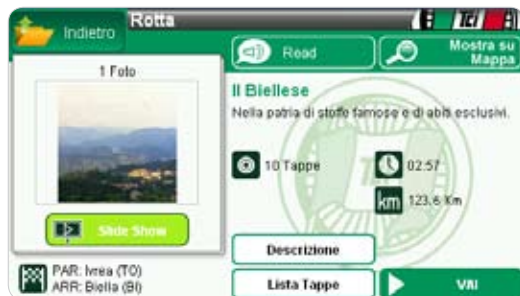 Indietro
Rotta
TCI
Read
Mostra su
Mappa
1 Foto
Il Biellese
Nella patria di stoffe famose e di abiti esclusivi.
10 Tappe
02:57
km
123.6 Km
Slide Show
Descrizione
PAR: Ivrea (TO)
ARR: Biella (BI)
Lista Tappe
VAI